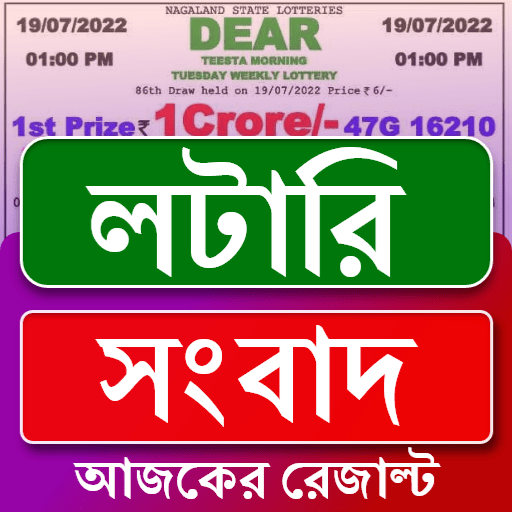 NAGALAND STATE LOTTERIES
19/07/2022 DEAR 19/07/2022
01:00 PM TEESTA MORNING 01:00 PM
TUESDAY WEEKLY LOTTERY
86th Draw held on 19/07/2022 Price ₹ 6/-
1st Prize ₹ 1Crore/- 47G 16210
লটারি
সংবাদ
আজকের রেজাল্ট